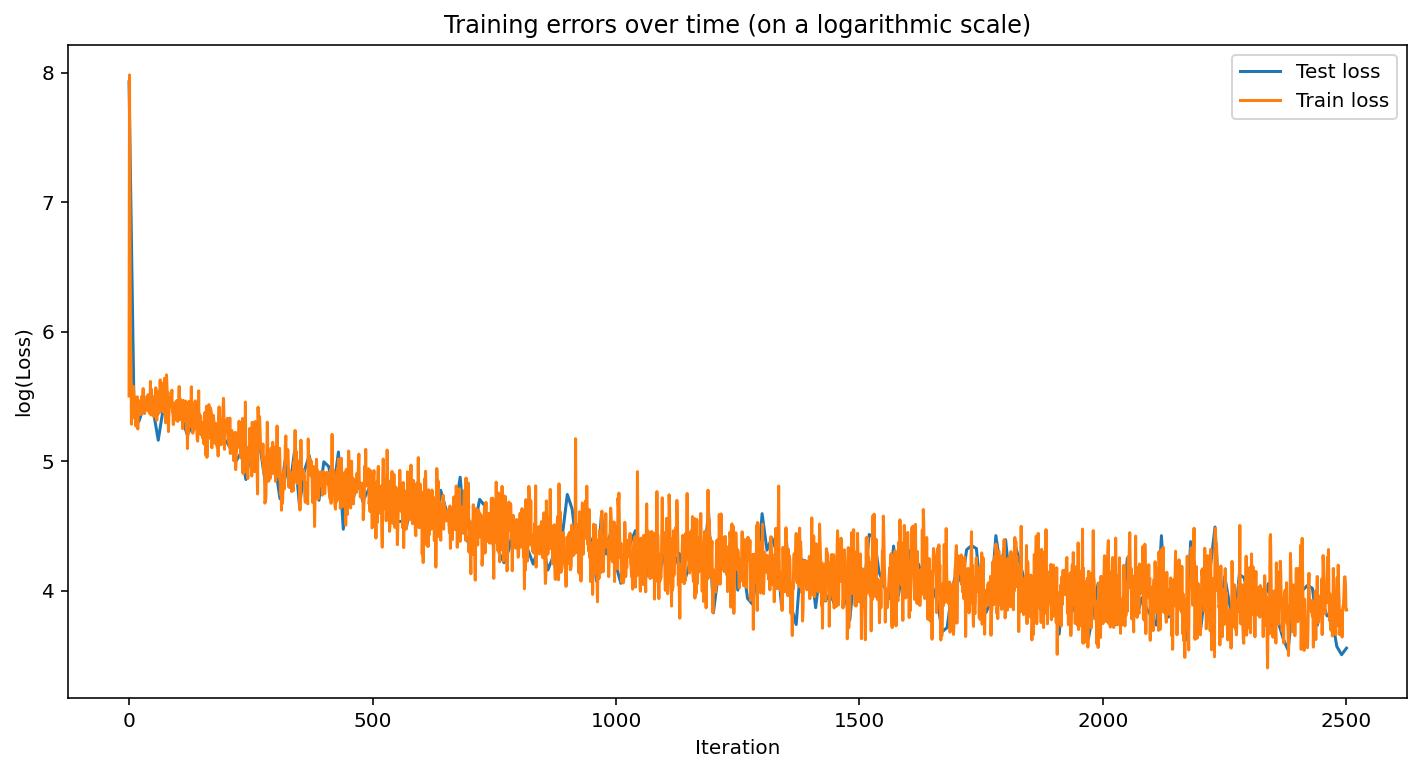 Training errors over time (on a logarithmic scale)
Test loss
Train loss
log(Loss)
8
7
6
5
4
0
500
1000
1500
2000
2500
Iteration